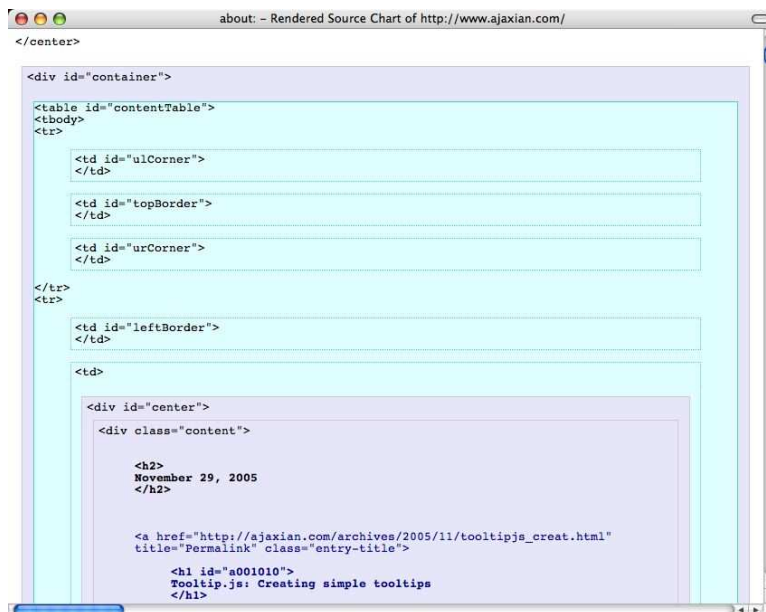 about: – Rendered Source Chart of http://www.ajaxian.com/
</center>
<div id="container">
<table id="contentTable">
<tbody>
<tr>
<td id="ulCorner">
</td>
<td id="topBorder">
</td>
<td id="urCorner">
</td>
</tr>
<tr>
<td id="leftBorder">
</td>
<td>
<div id="center">
<div class="content">
<h2>
November 29, 2005
</h2>
<a href="http://ajaxian.com/archives/2005/11/tooltipjs_creat.html"
title="Permalink" class="entry-title">
<h1 id="a001010">
Tooltip.js: Creating simple tooltips
</h1>